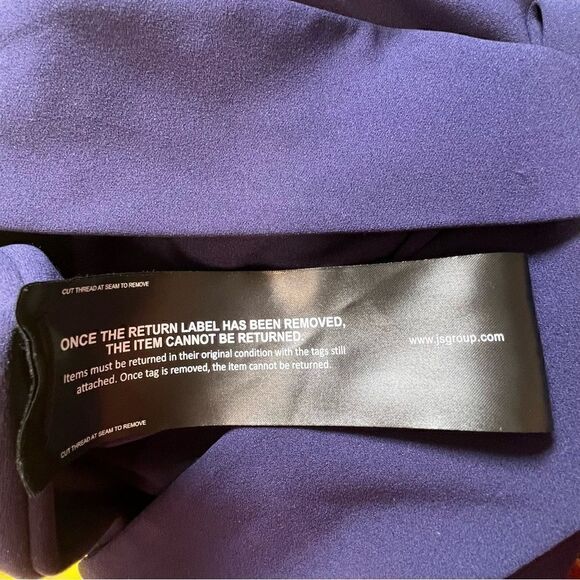 CUT THREAD AT SEAM TO REMOVE
ONCE THE RETURN LABEL HAS BEEN REMOVED,
THE ITEM CANNOT BE RETURNED.
Items must be returned in their original condition with the tags still
attached. Once tag is removed, the item cannot be returned.
www.jsgroup.com
CUT THREAD AT SEAM TO REMOVE